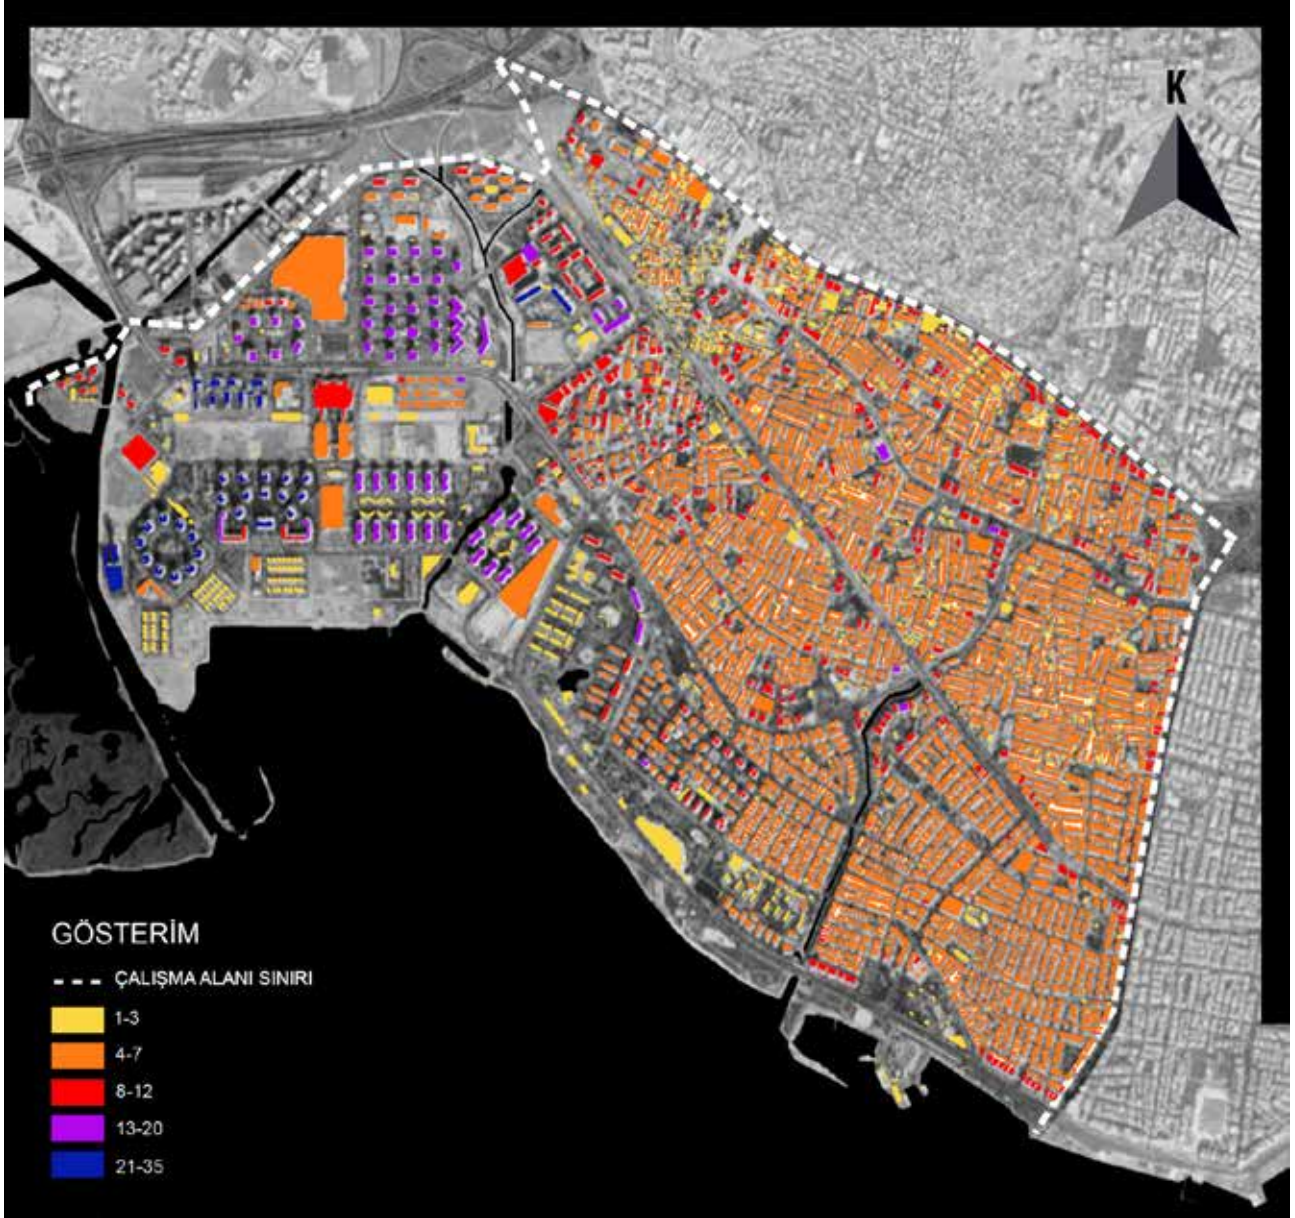 K
GÖSTERİM
ÇALIŞMA ALANI SINIRI
1-3
4-7
8-12
13-20
21-35